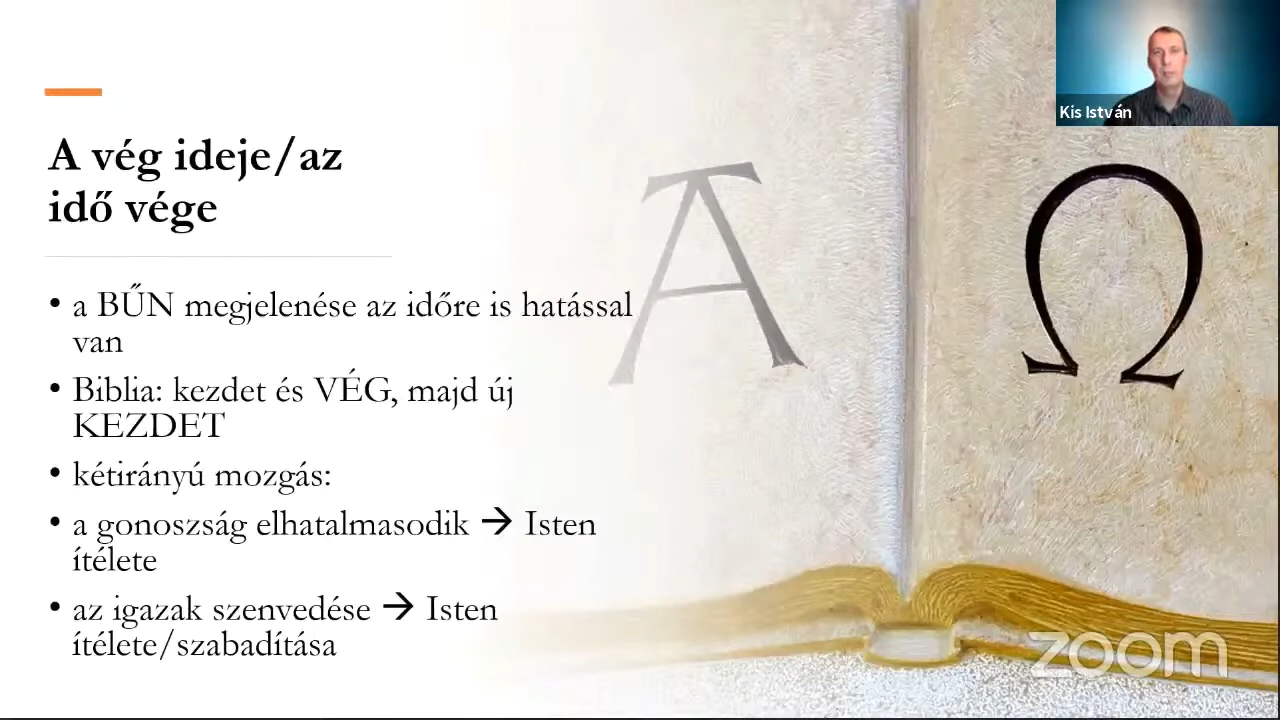 Kis István
A vég ideje/az
idő vége
• a BŰN megjelenése az időre is hatással
van
• Biblia: kezdet és VÉG, majd új
KEZDET
• kétirányú mozgás:
• a gonoszság elhatalmasodik → Isten
ítélete
• az igazak szenvedése → Isten
ítélete/szabadítása
A Ω
zoom